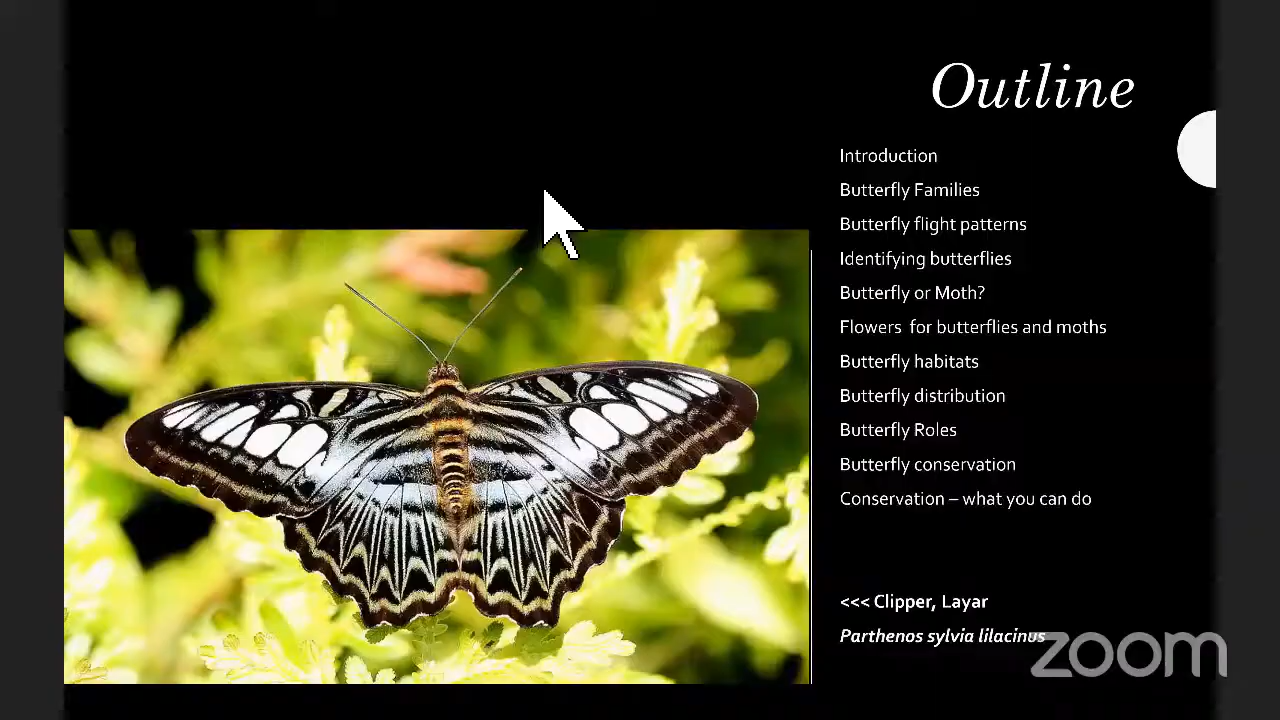 Outline
Introduction
Butterfly Families
Butterfly flight patterns
Identifying butterflies
Butterfly or Moth?
Flowers for butterflies and moths
Butterfly habitats
Butterfly distribution
Butterfly Roles
Butterfly conservation
Conservation – what you can do
<<< Clipper, Layar
Parthenos sylvia lilacinus
zoom